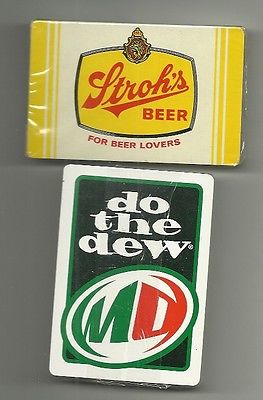 Stroh's
BEER
FOR BEER LOVERS
do
the
dew®
MD